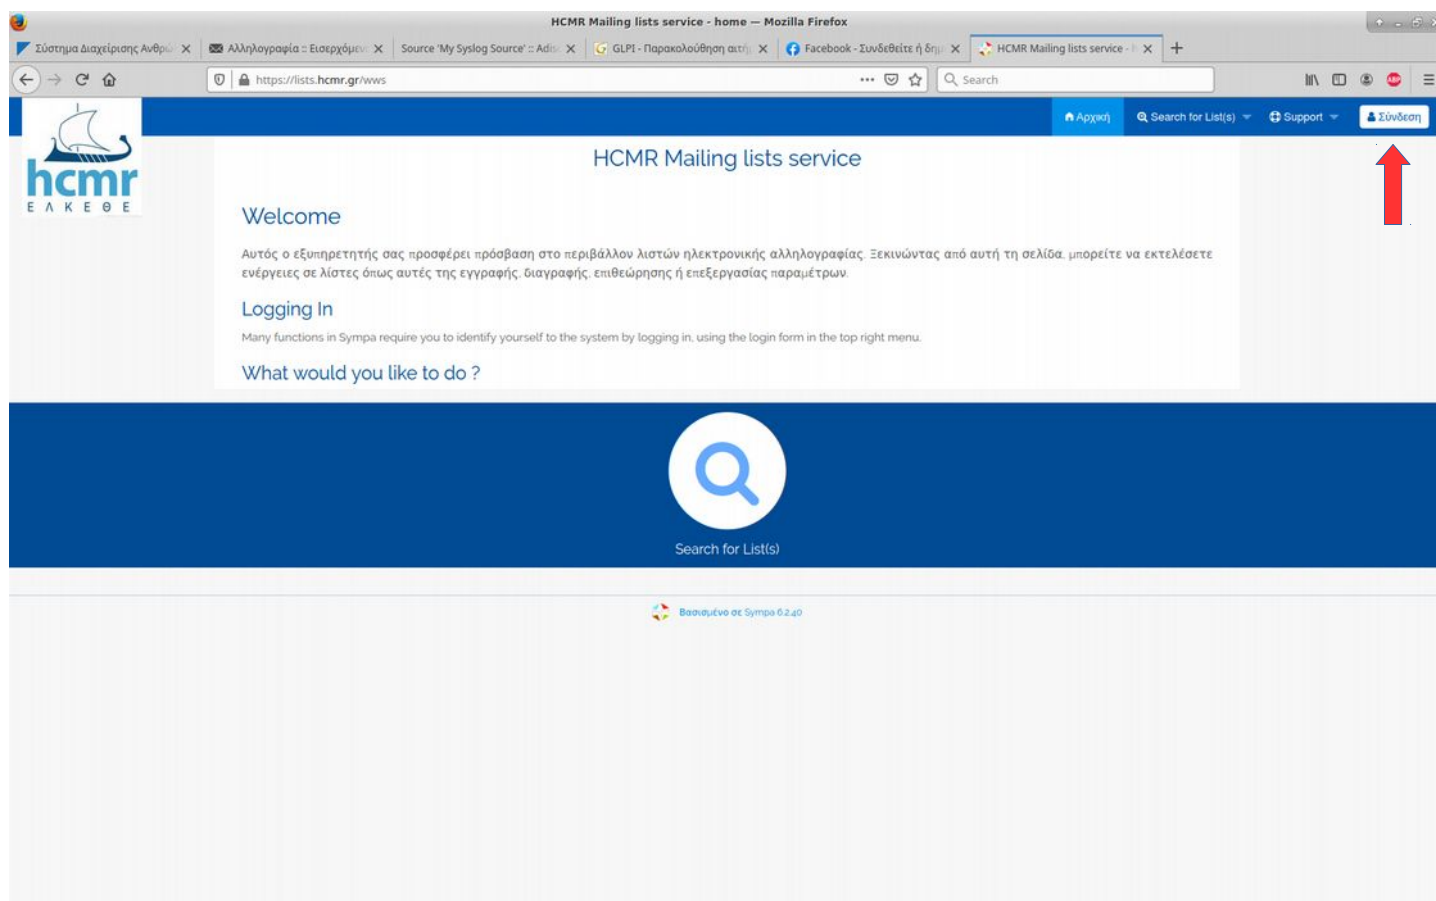 HCMR Mailing lists service - home — Mozilla Firefox
Σύστημα Διαχείρισης Ανθρώ
Αλληλογραφία :: Εισερχόμεν
Source 'My Syslog Source' :: Adis
GLPI - Παρακολούθηση αιτή
Facebook - Συνδεθείτε ή δημ
HCMR Mailing lists service - h
https://lists.hcmr.gr/wws
Search
ABP
Αρχική
Search for List(s)
Support
Σύνδεση
hcmr
ΕΛΚΕΘΕ
HCMR Mailing lists service
Welcome
Αυτός ο εξυπηρετητής σας προσφέρει πρόσβαση στο περιβάλλον λιστών ηλεκτρονικής αλληλογραφίας. Ξεκινώντας από αυτή τη σελίδα, μπορείτε να εκτελέσετε
ενέργειες σε λίστες όπως αυτές της εγγραφής, διαγραφής, επιθεώρησης ή επεξεργασίας παραμέτρων.
Logging In
Many functions in Sympa require you to identify yourself to the system by logging in, using the login form in the top right menu.
What would you like to do ?
Search for List(s)
Βασισμένο σε Sympa 6.2.40